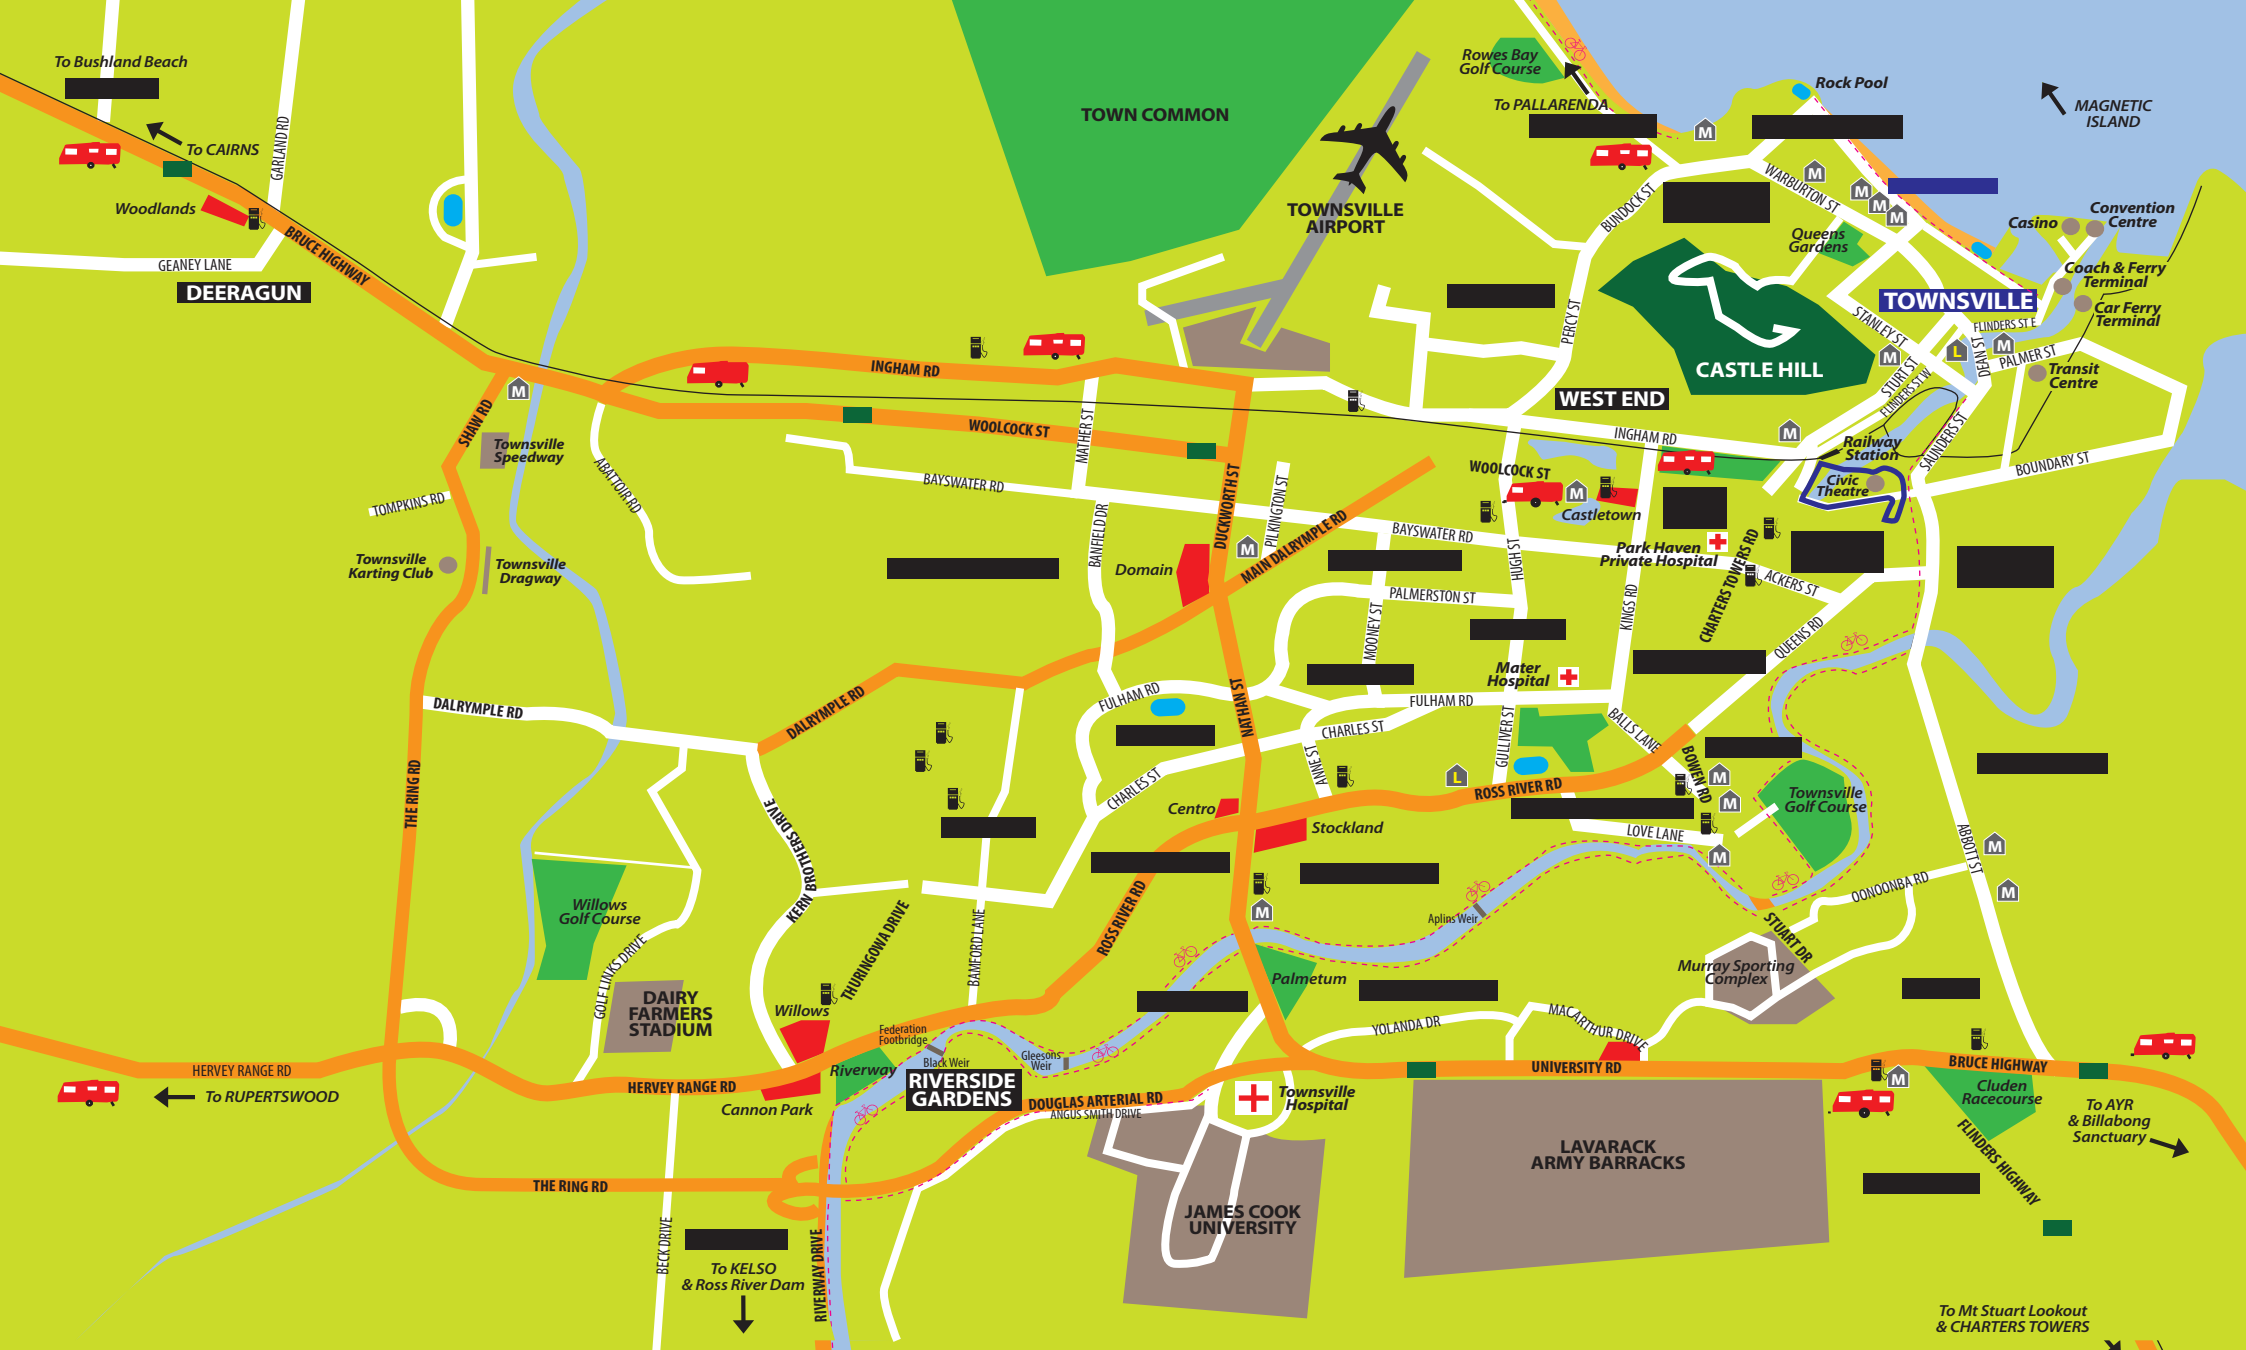 To Bushland Beach
To CAIRNS
GARLAND RD
Woodlands
BRUCE HIGHWAY
GEANEY LANE
DEERAGUN
TOWN COMMON
TOWNSVILLE
AIRPORT
Rowes Bay
Golf Course
To PALLARENDA
Rock Pool
MAGNETIC
ISLAND
M
WARBURTON ST
M
M
M
M
BUNDOCK ST
Queens
Gardens
Casino
Convention
Centre
Coach & Ferry
Terminal
Car Ferry
Terminal
TOWNSVILLE
FLINDERS ST E
STANLEY ST
PERCY ST
CASTLE HILL
M
L
M
DEAN ST
PALMER ST
Transit
Centre
STURT ST
FLINDERS ST W
WEST END
INGHAM RD
WOOLCOCK ST
M
SHAW RD
Townsville
Speedway
TOMPKINS RD
ABATTOIR RD
Townsville
Karting Club
Townsville
Dragway
MATHER ST
BAYSWATER RD
BANFIELD DR
DUCKWORTH ST
PILKINGTON ST
M
MAIN DALRYMPLE RD
Domain
INGHAM RD
M
Railway
Station
SAUNDERS ST
BOUNDARY ST
Civic
Theatre
WOOLCOCK ST
M
Castletown
BAYSWATER RD
HUGH ST
Park Haven
Private Hospital
CHARTERS TOWERS RD
ACKERS ST
KINGS RD
QUEENS RD
PALMERSTON ST
MOONEY ST
Mater
Hospital
FULHAM RD
FULHAM RD
CHARLES ST
CHARLES ST
ANNE ST
GULLIVER ST
BALLS LANE
BOWEN RD
M
M
L
ROSS RIVER RD
LOVE LANE
M
Townsville
Golf Course
ABBOTT ST
M
M
OONOONBA RD
STUART DR
Murray Sporting
Complex
DALRYMPLE RD
DALRYMPLE RD
THE RING RD
NATHAN ST
Centro
Stockland
M
KERN BROTHERS DRIVE
THURINGOWA DRIVE
BAMFORD LANE
ROSS RIVER RD
Aplins Weir
Willows
Golf Course
GOLF LINKS DRIVE
DAIRY
FARMERS
STADIUM
Willows
Palmetum
YOLANDA DR
MACARTHUR DRIVE
Federation
Footbridge
Black Weir
Gleesons
Weir
Riverway
RIVERSIDE
GARDENS
HERVEY RANGE RD
HERVEY RANGE RD
To RUPERTSWOOD
Cannon Park
DOUGLAS ARTERIAL RD
ANGUS SMITH DRIVE
Townsville
Hospital
UNIVERSITY RD
M
BRUCE HIGHWAY
Cluden
Racecourse
To AYR
& Billabong
Sanctuary
FLINDERS HIGHWAY
LAVARACK
ARMY BARRACKS
JAMES COOK
UNIVERSITY
THE RING RD
BECK DRIVE
RIVERWAY DRIVE
To KELSO
& Ross River Dam
To Mt Stuart Lookout
& CHARTERS TOWERS